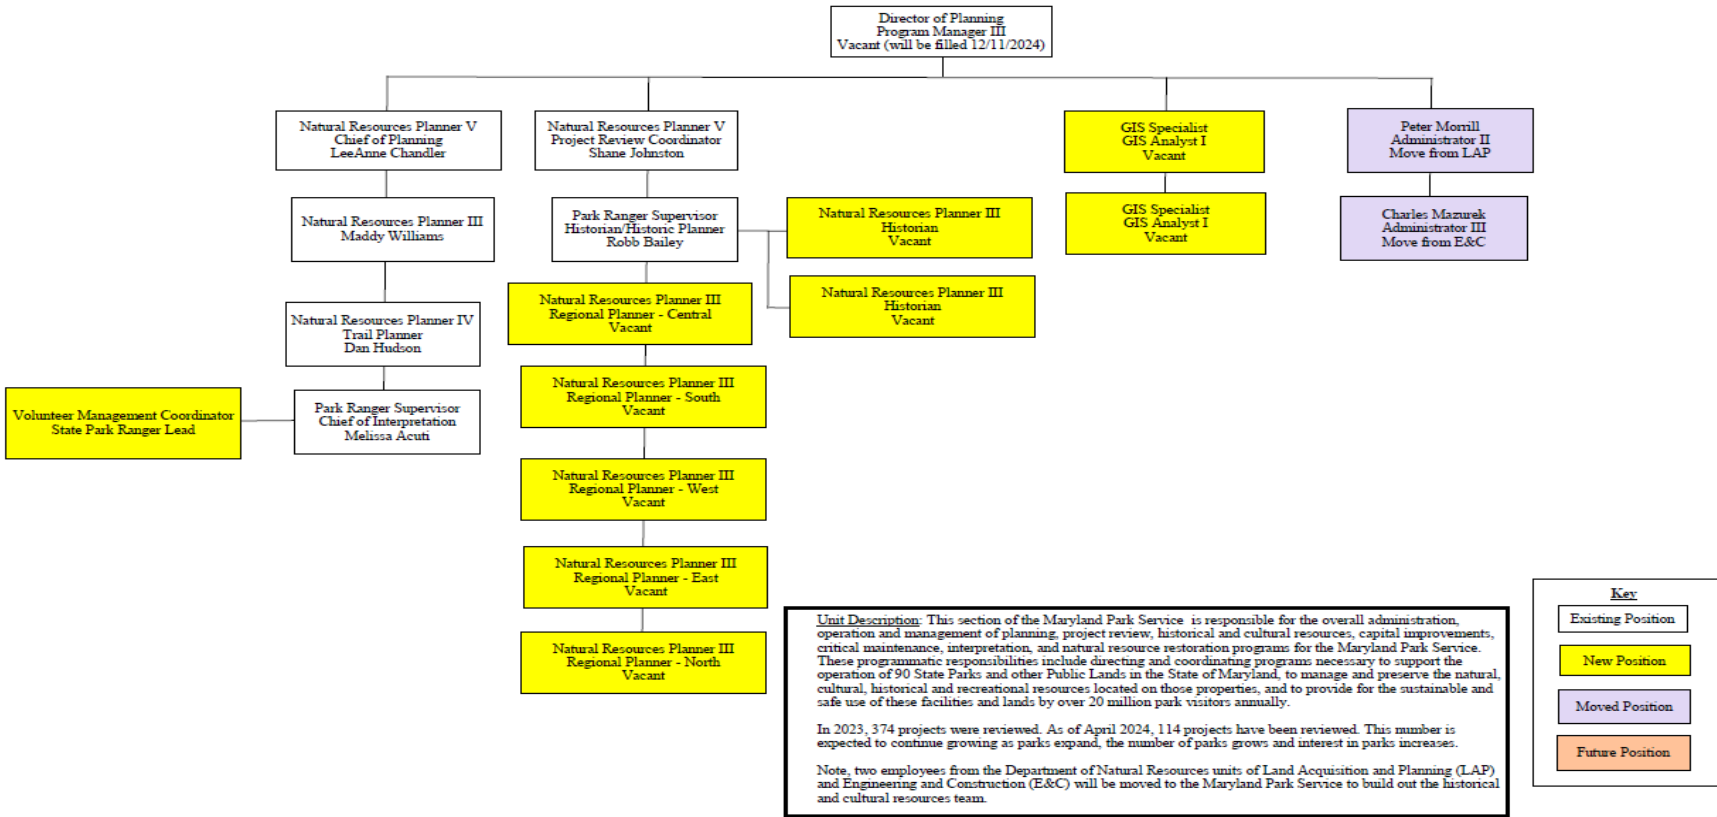 Director of Planning
Program Manager III
Vacant (will be filled 12/11/2024)
Natural Resources Planner V
Chief of Planning
LeeAnne Chandler
Natural Resources Planner V
Project Review Coordinator
Shane Johnston
GIS Specialist
GIS Analyst I
Vacant
Peter Morrill
Administrator II
Move from LAP
Natural Resources Planner III
Maddy Williams
Park Ranger Supervisor
Historian/Historic Planner
Robb Bailey
Natural Resources Planner III
Historian
Vacant
GIS Specialist
GIS Analyst I
Vacant
Charles Mazurek
Administrator III
Move from E&C
Natural Resources Planner III
Historian
Vacant
Natural Resources Planner IV
Trail Planner
Dan Hudson
Natural Resources Planner III
Regional Planner - Central
Vacant
Volunteer Management Coordinator
State Park Ranger Lead
Park Ranger Supervisor
Chief of Interpretation
Melissa Acuti
Natural Resources Planner III
Regional Planner - South
Vacant
Natural Resources Planner III
Regional Planner - West
Vacant
Natural Resources Planner III
Regional Planner - East
Vacant
Natural Resources Planner III
Regional Planner - North
Vacant
Unit Description: This section of the Maryland Park Service is responsible for the overall administration,
operation and management of planning, project review, historical and cultural resources, capital improvements,
critical maintenance, interpretation, and natural resource restoration programs for the Maryland Park Service.
These programmatic responsibilities include directing and coordinating programs necessary to support the
operation of 90 State Parks and other Public Lands in the State of Maryland, to manage and preserve the natural,
cultural, historical and recreational resources located on those properties, and to provide for the sustainable and
safe use of these facilities and lands by over 20 million park visitors annually.
In 2023, 374 projects were reviewed. As of April 2024, 114 projects have been reviewed. This number is
expected to continue growing as parks expand, the number of parks grows and interest in parks increases.
Note, two employees from the Department of Natural Resources units of Land Acquisition and Planning (LAP)
and Engineering and Construction (E&C) will be moved to the Maryland Park Service to build out the historical
and cultural resources team.
Key
Existing Position
New Position
Moved Position
Future Position